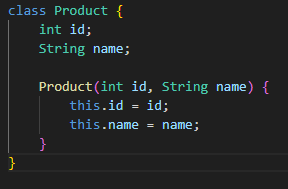 class Product {
    int id;
    String name;

    Product(int id, String name) {
        this.id = id;
        this.name = name;
    }
}